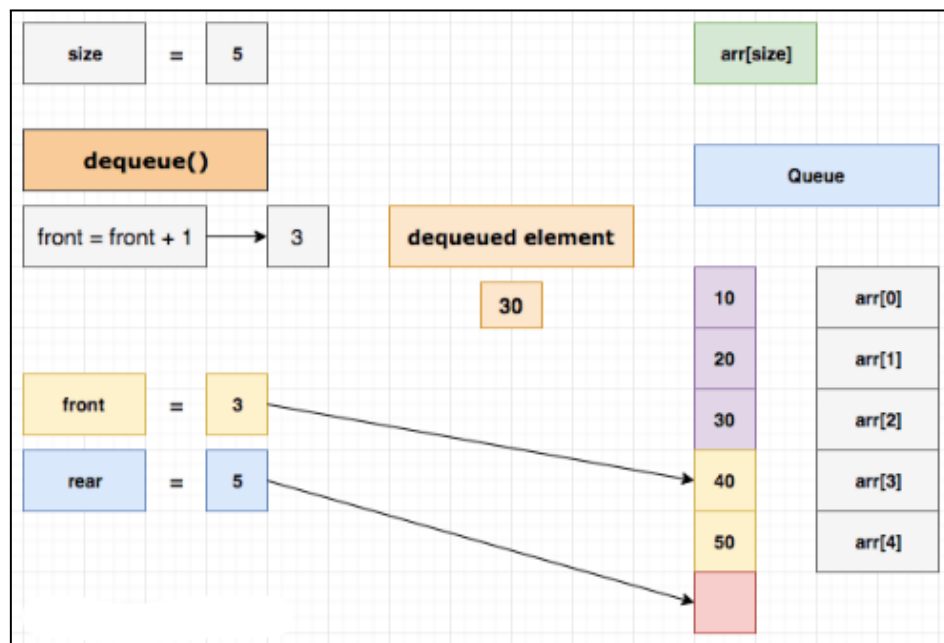 size = 5 arr[size]
dequeue()
Queue
front = front + 1 3
dequeued element
30
10 arr[0]
20 arr[1]
30 arr[2]
40 arr[3]
50 arr[4]
front = 3
rear = 5